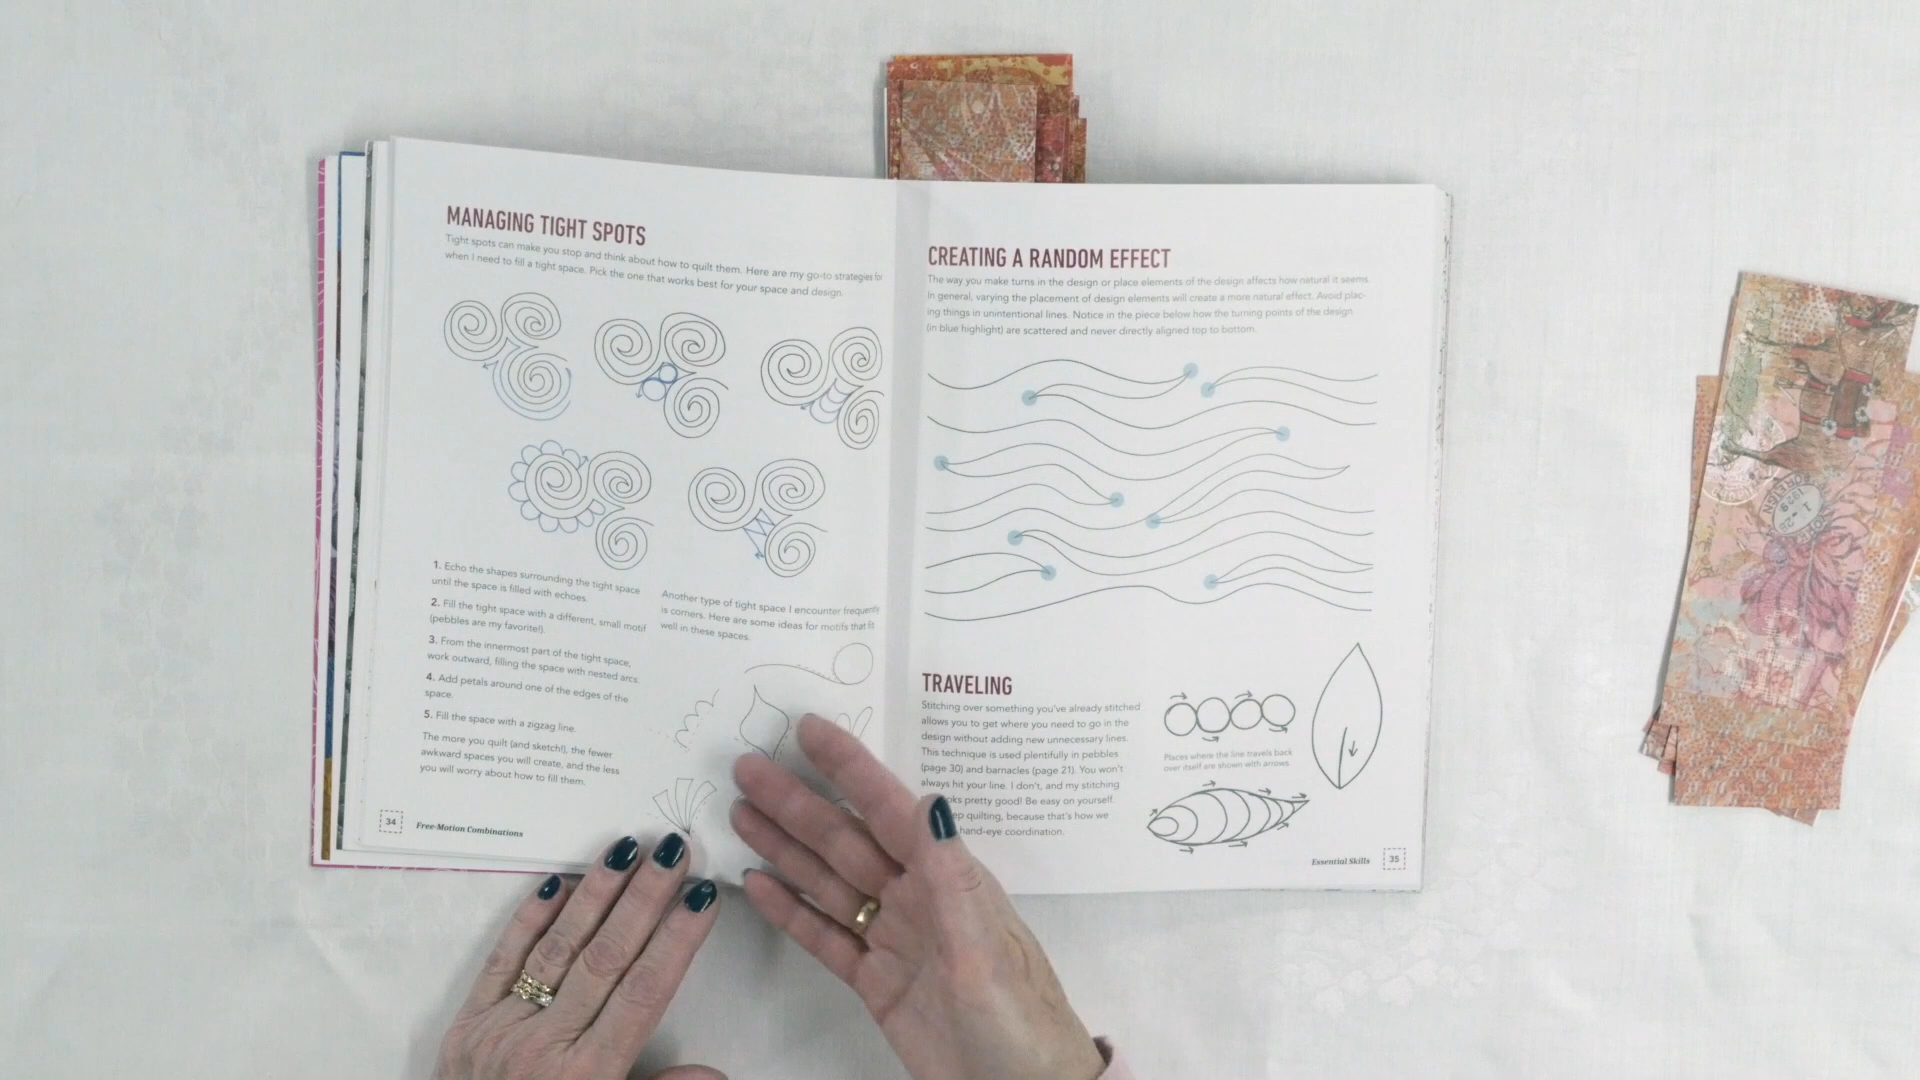 MANAGING TIGHT SPOTS
Tight spots can make you stop and think about how to quilt them. Here are my go-to strategies for
when I need to fill a tight space. Pick the one that works best for your space and design.
1. Echo the shapes surrounding the tight space
until the space is filled with echoes.
2. Fill the tight space with a different, small motif
(pebbles are my favorite!).
3. From the innermost part of the tight space,
work outward, filling the space with nested arcs.
4. Add petals around one of the edges of the
space.
5. Fill the space with a zigzag line.
The more you quilt (and sketch!), the fewer
awkward spaces you will create, and the less
you will worry about how to fill them.
Another type of tight space I encounter frequently
is corners. Here are some ideas for motifs that fit
well in these spaces.
34 Free-Motion Combinations
CREATING A RANDOM EFFECT
The way you make turns in the design or place elements of the design affects how natural it seems.
In general, varying the placement of design elements will create a more natural effect. Avoid plac-
ing things in unintentional lines. Notice in the piece below how the turning points of the design
(in blue highlight) are scattered and never directly aligned top to bottom.
TRAVELING
Stitching over something you've already stitched
allows you to get where you need to go in the
design without adding new unnecessary lines.
This technique is used plentifully in pebbles
(page 30) and barnacles (page 21). You won't
always hit your line. I don't, and my stitching
oks pretty good! Be easy on yourself.
ep quilting, because that's how we
hand-eye coordination.
Places where the line travels back
over itself are shown with arrows.
Essential Skills 35
FOREIGN
1 - 26
1929